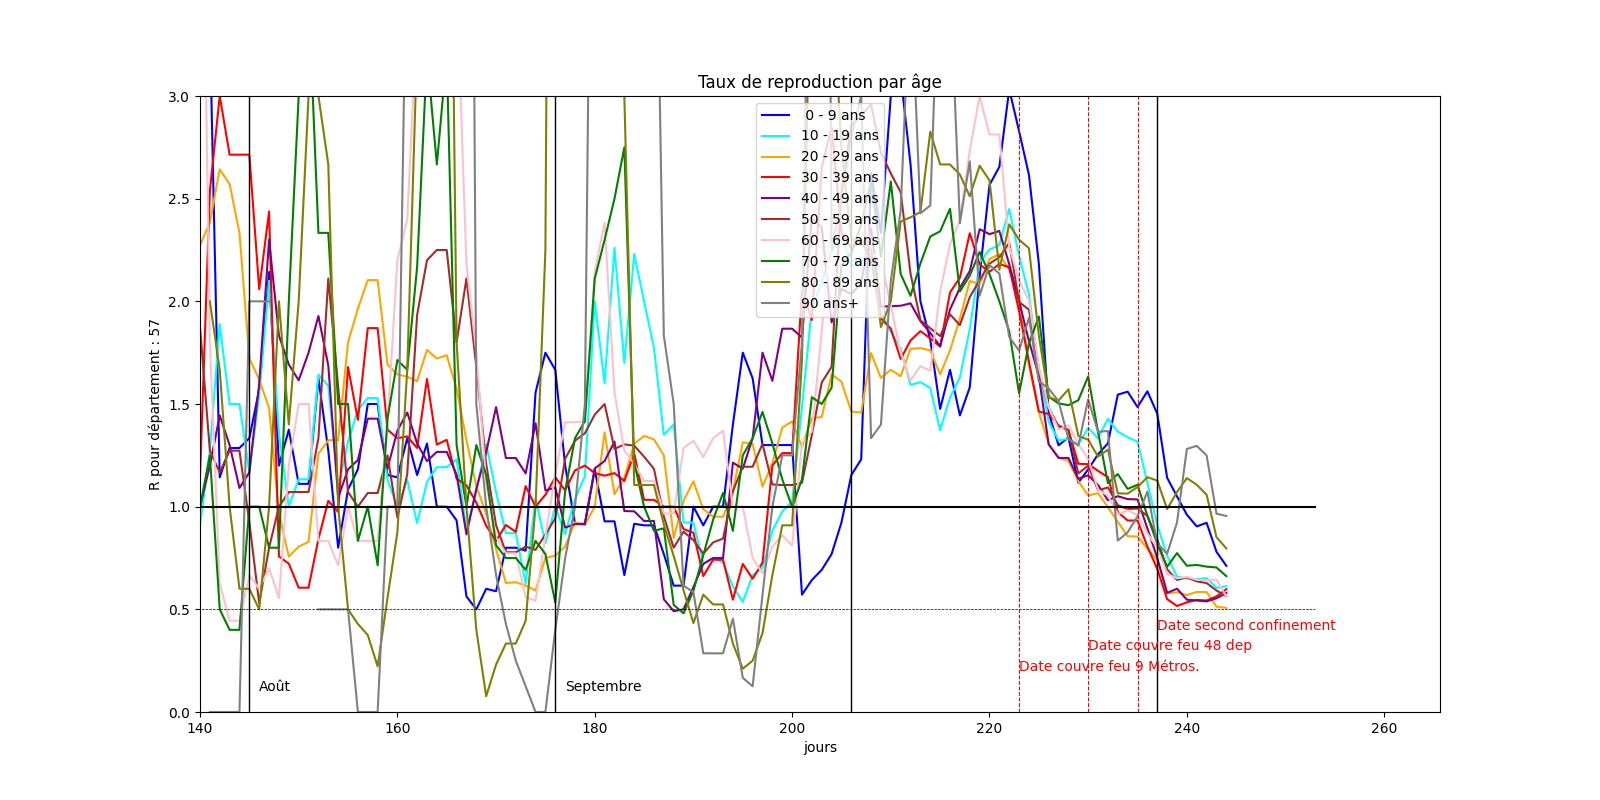 Taux de reproduction par âge
R pour département : 57
3.0
2.5
2.0
1.5
1.0
0.5
0.0
0 - 9 ans
10 - 19 ans
20 - 29 ans
30 - 39 ans
40 - 49 ans
50 - 59 ans
60 - 69 ans
70 - 79 ans
80 - 89 ans
90 ans+
Date second confinement
Date couvre feu 48 dep
Date couvre feu 9 Métros.
Août
Septembre
140
160
180
200
220
240
260
jours